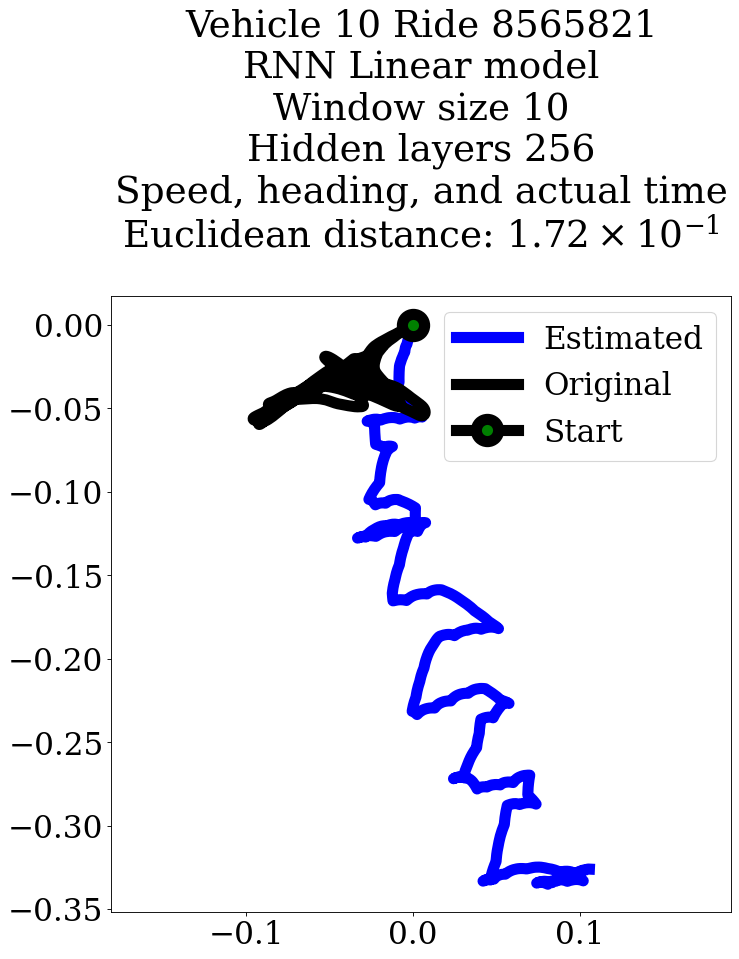 Vehicle 10 Ride 8565821
RNN Linear model
Window size 10
Hidden layers 256
Speed, heading, and actual time
Euclidean distance: 1.72 × 10⁻¹
Estimated
Original
Start
0.00
−0.05
−0.10
−0.15
−0.20
−0.25
−0.30
−0.35
−0.1
0.0
0.1